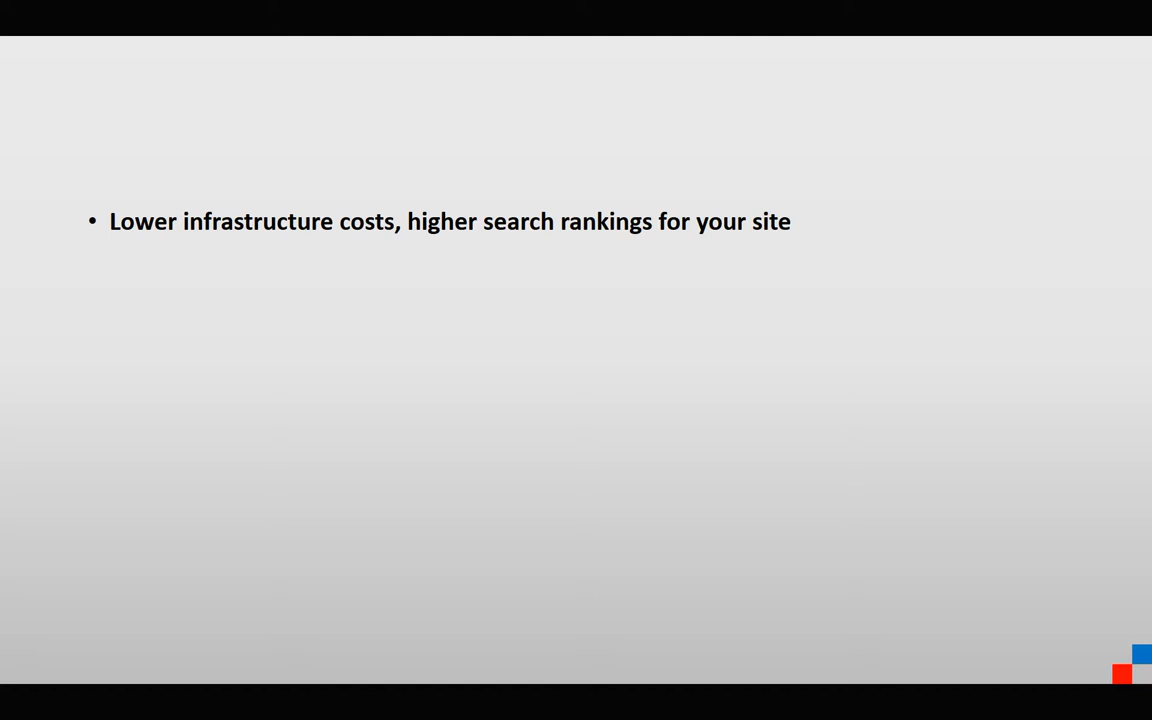 • Lower infrastructure costs, higher search rankings for your site